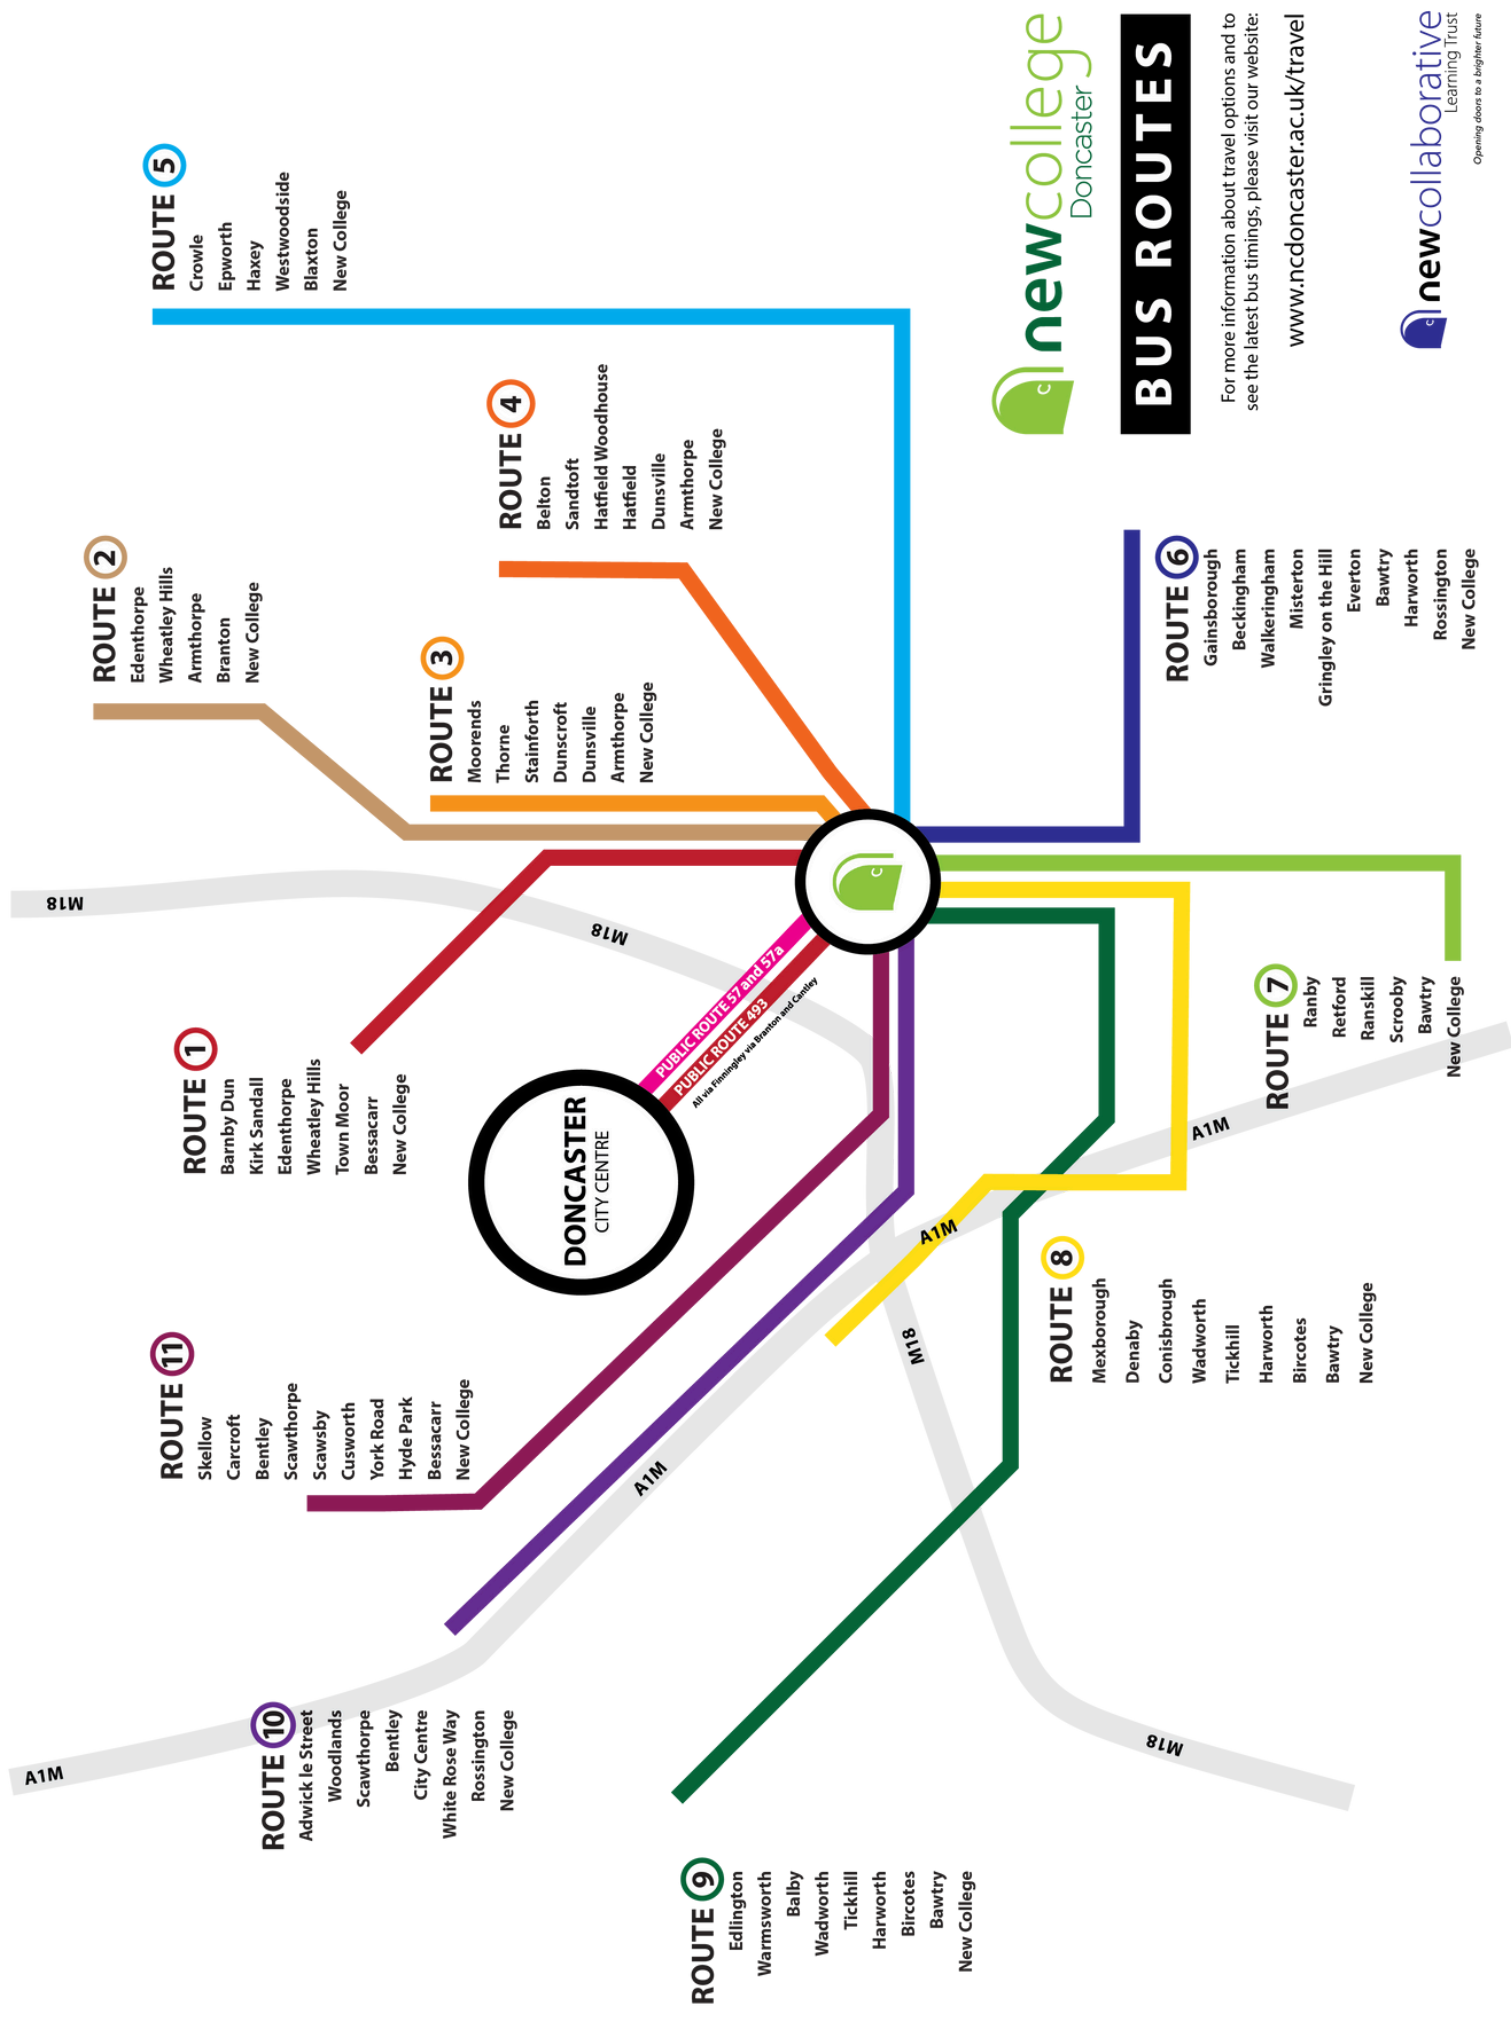 ROUTE 10
Adwick le Street
Woodlands
Scawthorpe
Bentley
City Centre
White Rose Way
Rossington
New College
ROUTE 11
Skellow
Carcroft
Bentley
Scawthorpe
Scawsby
Cusworth
York Road
Hyde Park
Bessacarr
New College
ROUTE 1
Barnby Dun
Kirk Sandall
Edenthorpe
Wheatley Hills
Town Moor
Bessacarr
New College
ROUTE 2
Edenthorpe
Wheatley Hills
Armthorpe
Branton
New College
ROUTE 3
Moorends
Thorne
Stainforth
Dunscroft
Dunsville
Armthorpe
New College
ROUTE 4
Belton
Sandtoft
Hatfield Woodhouse
Hatfield
Dunsville
Armthorpe
New College
ROUTE 5
Crowle
Epworth
Haxey
Westwoodside
Blaxton
New College
A1M
M18
M18
A1M
DONCASTER
CITY CENTRE
PUBLIC ROUTE 57 and 57a
PUBLIC ROUTE 493
All via Finningley via Branton and Cantley
C
ROUTE 9
Edlington
Warmsworth
Balby
Wadworth
Tickhill
Harworth
Bircotes
Bawtry
New College
M18
A1M
A1M
M18
ROUTE 8
Mexborough
Denaby
Conisbrough
Wadworth
Tickhill
Harworth
Bircotes
Bawtry
New College
ROUTE 7
Ranby
Retford
Ranskill
Scrooby
Bawtry
New College
ROUTE 6
Gainsborough
Beckingham
Walkeringham
Misterton
Gringley on the Hill
Everton
Bawtry
Harworth
Rossington
New College
C
newcollege
Doncaster
BUS ROUTES
For more information about travel options and to
see the latest bus timings, please visit our website:
www.ncdoncaster.ac.uk/travel
C
newcollaborative
Learning Trust
Opening doors to a brighter future